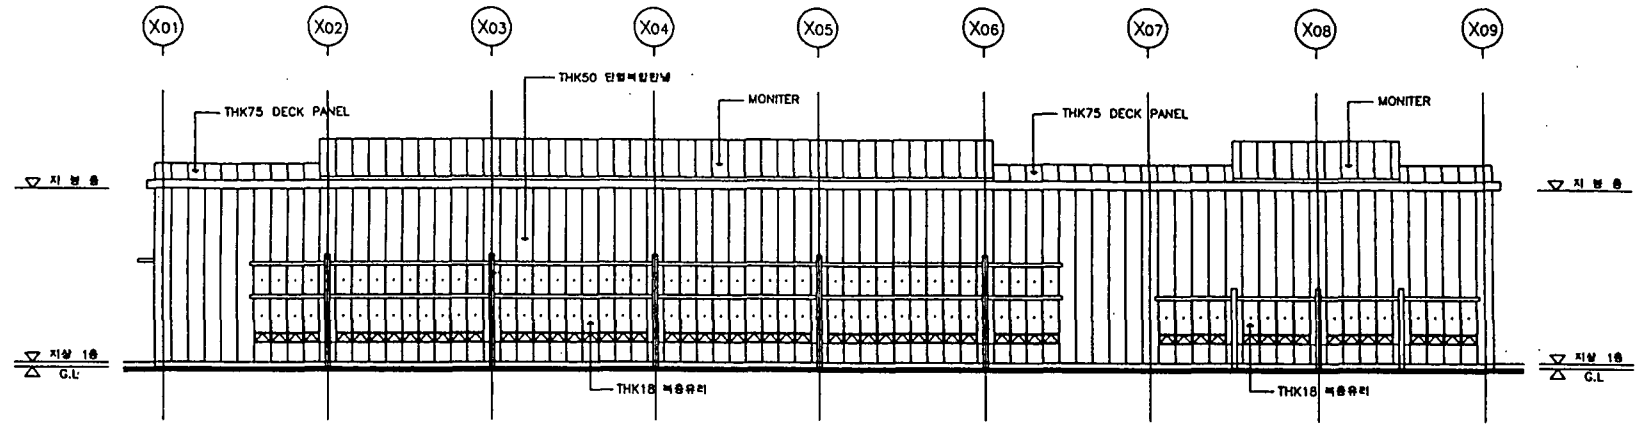 X01 X02 X03 X04 X05 X06 X07 X08 X09
THK50 단열복합판넬
THK75 DECK PANEL
MONITER
THK75 DECK PANEL
MONITER
지붕층
지붕층
지상 1층
G.L
지상 1층
G.L
THK18 복층유리
THK18 복층유리